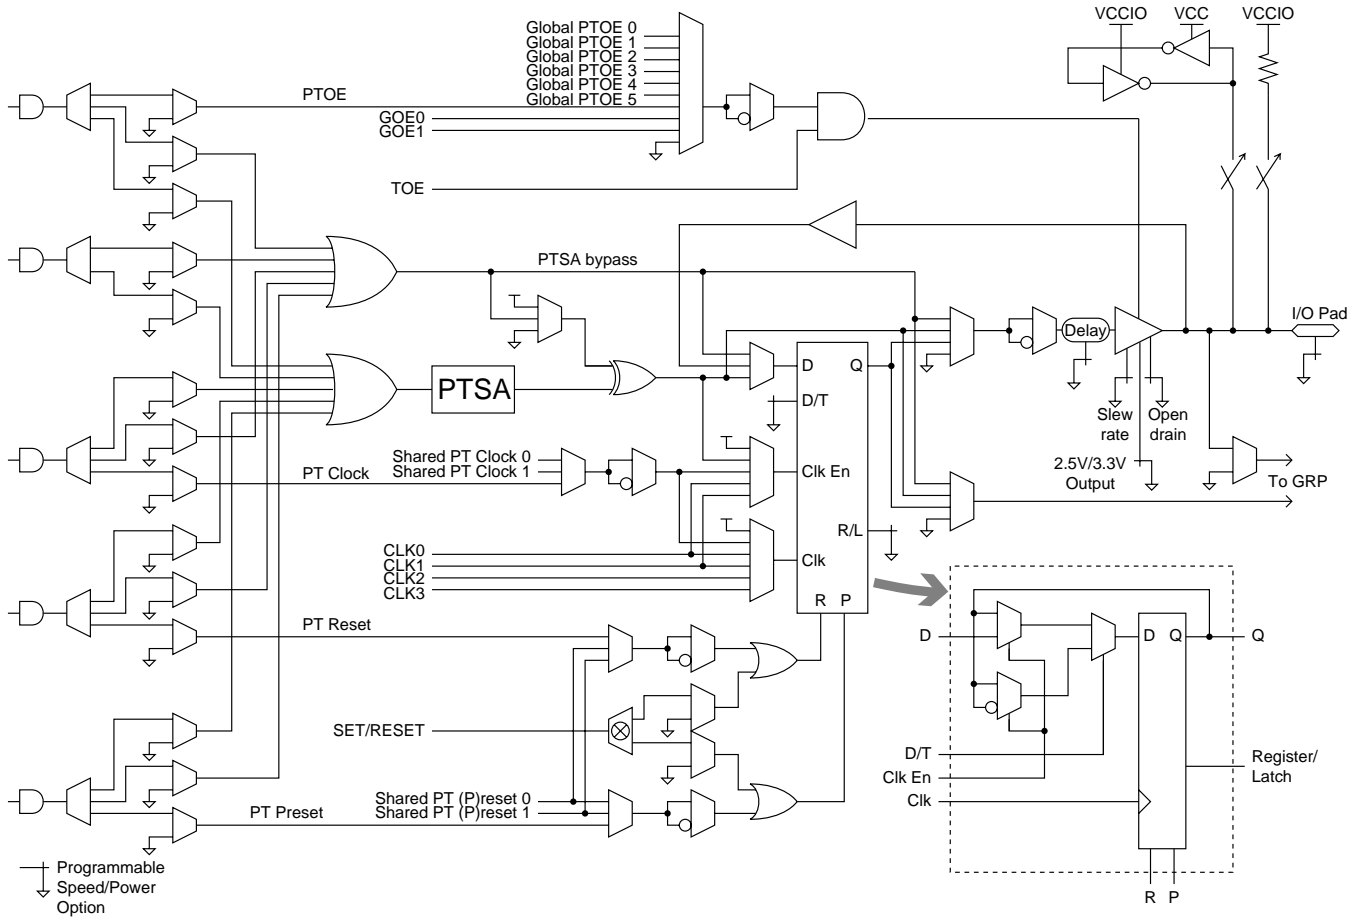 VCCIO
VCC
VCCIO
Global PTOE 0
Global PTOE 1
Global PTOE 2
Global PTOE 3
Global PTOE 4
Global PTOE 5
PTOE
GOE0
GOE1
TOE
PTSA bypass
I/O Pad
Delay
D
Q
PTSA
D/T
Slew
rate
Open
drain
Shared PT Clock 0
Shared PT Clock 1
PT Clock
Clk En
2.5V/3.3V
Output
To GRP
R/L
CLK0
CLK1
CLK2
CLK3
Clk
R P
PT Reset
D
D Q
Q
SET/RESET
D/T
Register/
Latch
Clk En
Clk
Shared PT (P)reset 0
Shared PT (P)reset 1
PT Preset
Programmable
Speed/Power
Option
R P